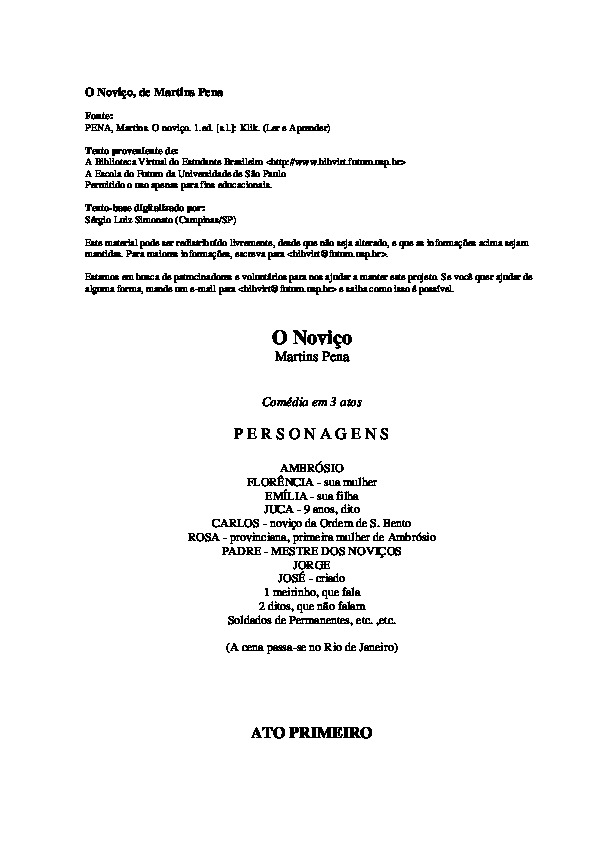 O Noviço, de Martins Pena
Fonte:
PENA, Martins. O noviço. 1.ed. [s.l.]: Klik. (Ler e Aprender)
Texto proveniente de:
A Biblioteca Virtual do Estudante Brasileiro <http://www.bibvirt.futuro.usp.br>
A Escola do Futuro da Universidade de São Paulo
Permitido o uso apenas para fins educacionais.
Texto-base digitalizado por:
Sérgio Luiz Simonato (Campinas/SP)
Este material pode ser redistribuído livremente, desde que não seja alterado, e que as informações acima sejam
mantidas. Para maiores informações, escreva para <bibvirt@futuro.usp.br>.
Estamos em busca de patrocinadores e voluntários para nos ajudar a manter este projeto. Se você quer ajudar de
alguma forma, mande um e-mail para <bibvirt@futuro.usp.br> e saiba como isso é possível.
O Noviço
Martins Pena
Comédia em 3 atos
P E R S O N A G E N S
AMBRÓSIO
FLORÊNCIA - sua mulher
EMÍLIA - sua filha
JUCA - 9 anos, dito
CARLOS - noviço da Ordem de S. Bento
ROSA - provinciana, primeira mulher de Ambrósio
PADRE - MESTRE DOS NOVIÇOS
JORGE
JOSÉ - criado
1 meirinho, que fala
2 ditos, que não falam
Soldados de Permanentes, etc. ,etc.
(A cena passa-se no Rio de Janeiro)
ATO PRIMEIRO